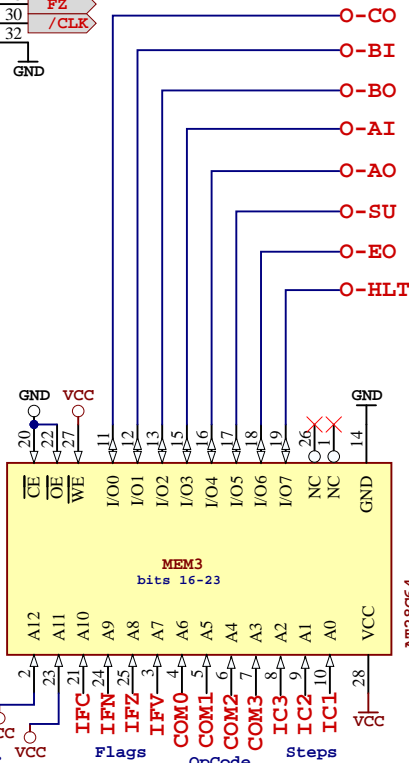 FZ
30
/CLK
32
GND
O-CO
O-BI
O-BO
O-AI
O-AO
O-SU
O-EO
O-HLT
GND VCC GND
20 22 27 11 12 13 15 16 17 18 19 26 1 14
CE OE WE I/O0 I/O1 I/O2 I/O3 I/O4 I/O5 I/O6 I/O7 NC NC GND
MEM3
bits 16-23
A12 A11 A10 A9 A8 A7 A6 A5 A4 A3 A2 A1 A0 VCC
2 23 21 24 25 3 4 5 6 7 8 9 10 28
IFC IFN IFZ IFV COM0 COM1 COM2 COM3 IC3 IC2 IC1
VCC
VCC
Flags
OpCode
Steps